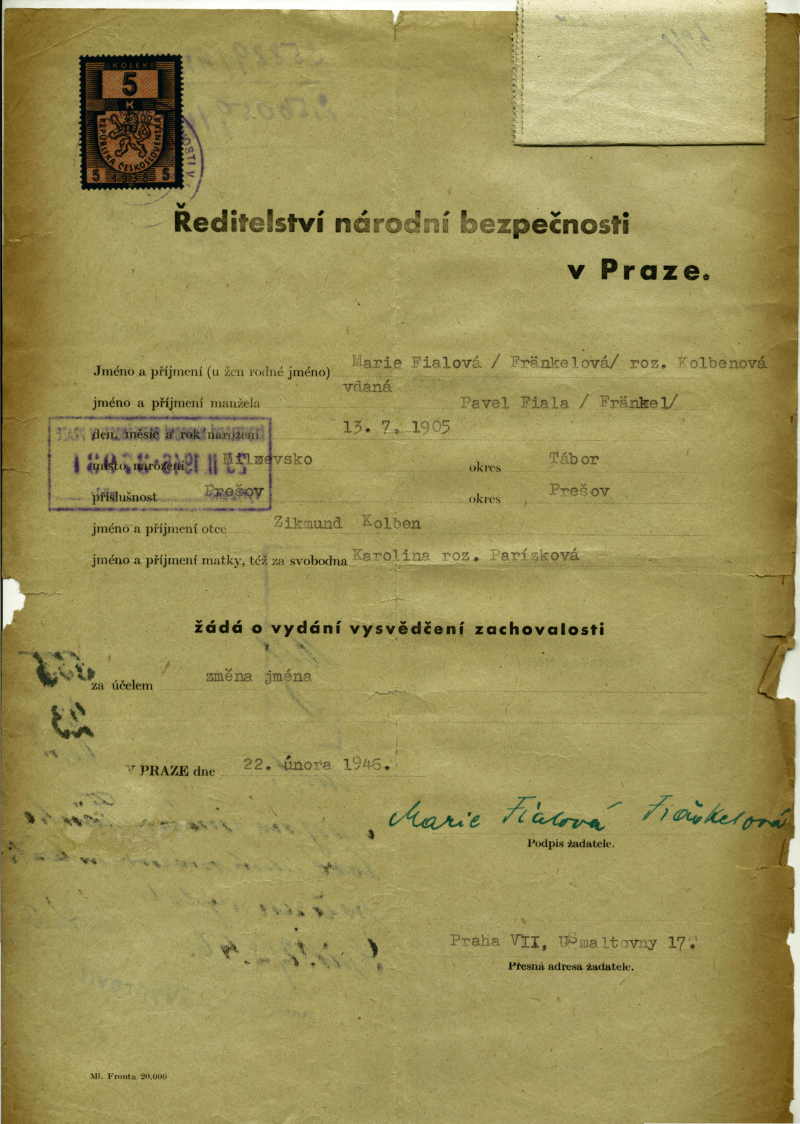 KOLEK
5
K
REPUBLIKA ČESKOSLOVENSKÁ
5 5
Ředitelství národní bezpečnosti
v Praze.
Jméno a příjmení (u žen rodné jméno) Marie Fialová / Fränkelová/ roz. Kolbenová
vdaná
jméno a příjmení manžela Pavel Fiala / Fränkel/
den, měsíc a rok narození 13. 7. 1905
místo narození Milevsko okres Tábor
příslušnost Prešov okres Prešov
jméno a příjmení otce Zikmund Kolben
jméno a příjmení matky, též za svobodna Karolina roz. Parízková
žádá o vydání vysvědčení zachovalosti
za účelem změna jména
V PRAZE dne 22. února 1946.
Marie Fialová Fränkelová
Podpis žadatele.
Praha VII, U Smaltovny 17.
Přesná adresa žadatele.
Ml. Fronta 20.000